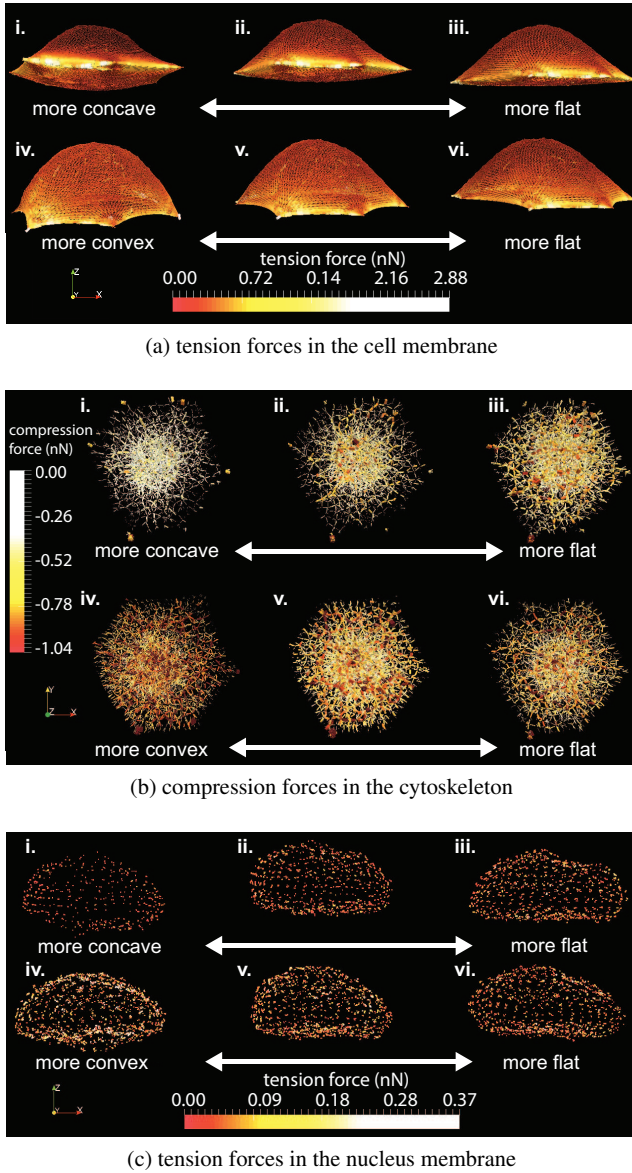 i. ii. iii.
more concave more flat
iv. v. vi.
more convex more flat
tension force (nN)
0.00 0.72 0.14 2.16 2.88
Z
Y X
(a) tension forces in the cell membrane
i. ii. iii.
compression
force (nN)
0.00
-0.26
-0.52
-0.78
-1.04
more concave more flat
iv. v. vi.
Y
Z X
more convex more flat
(b) compression forces in the cytoskeleton
i. ii. iii.
more concave more flat
iv. v. vi.
more convex more flat
tension force (nN)
0.00 0.09 0.18 0.28 0.37
Z
Y X
(c) tension forces in the nucleus membrane